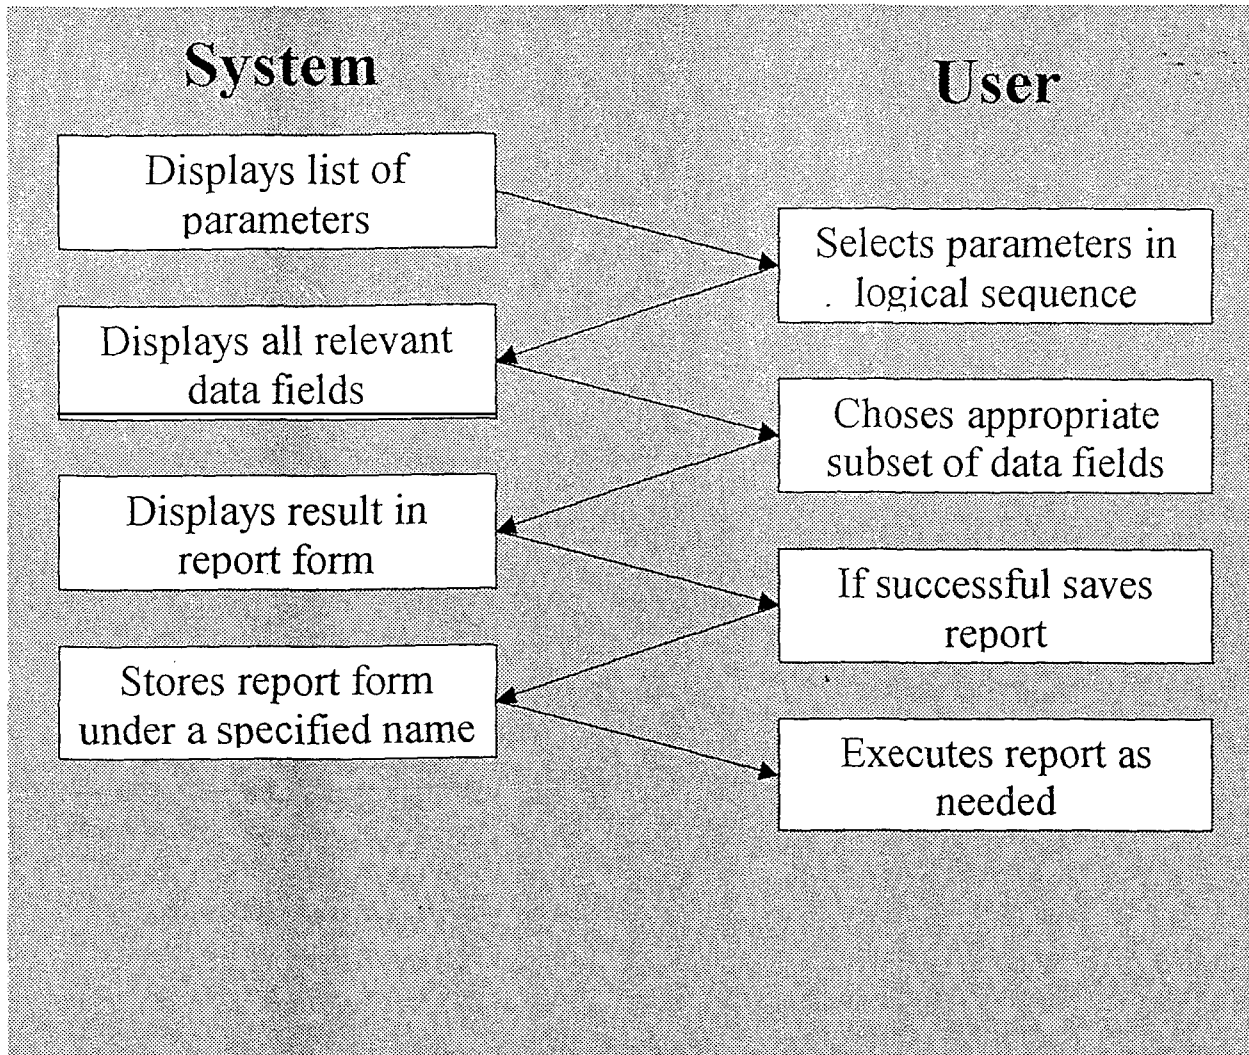 System
User
Displays list of
parameters
Selects parameters in
logical sequence
Displays all relevant
data fields
Choses appropriate
subset of data fields
Displays result in
report form
If successful saves
report
Stores report form
under a specified name
Executes report as
needed